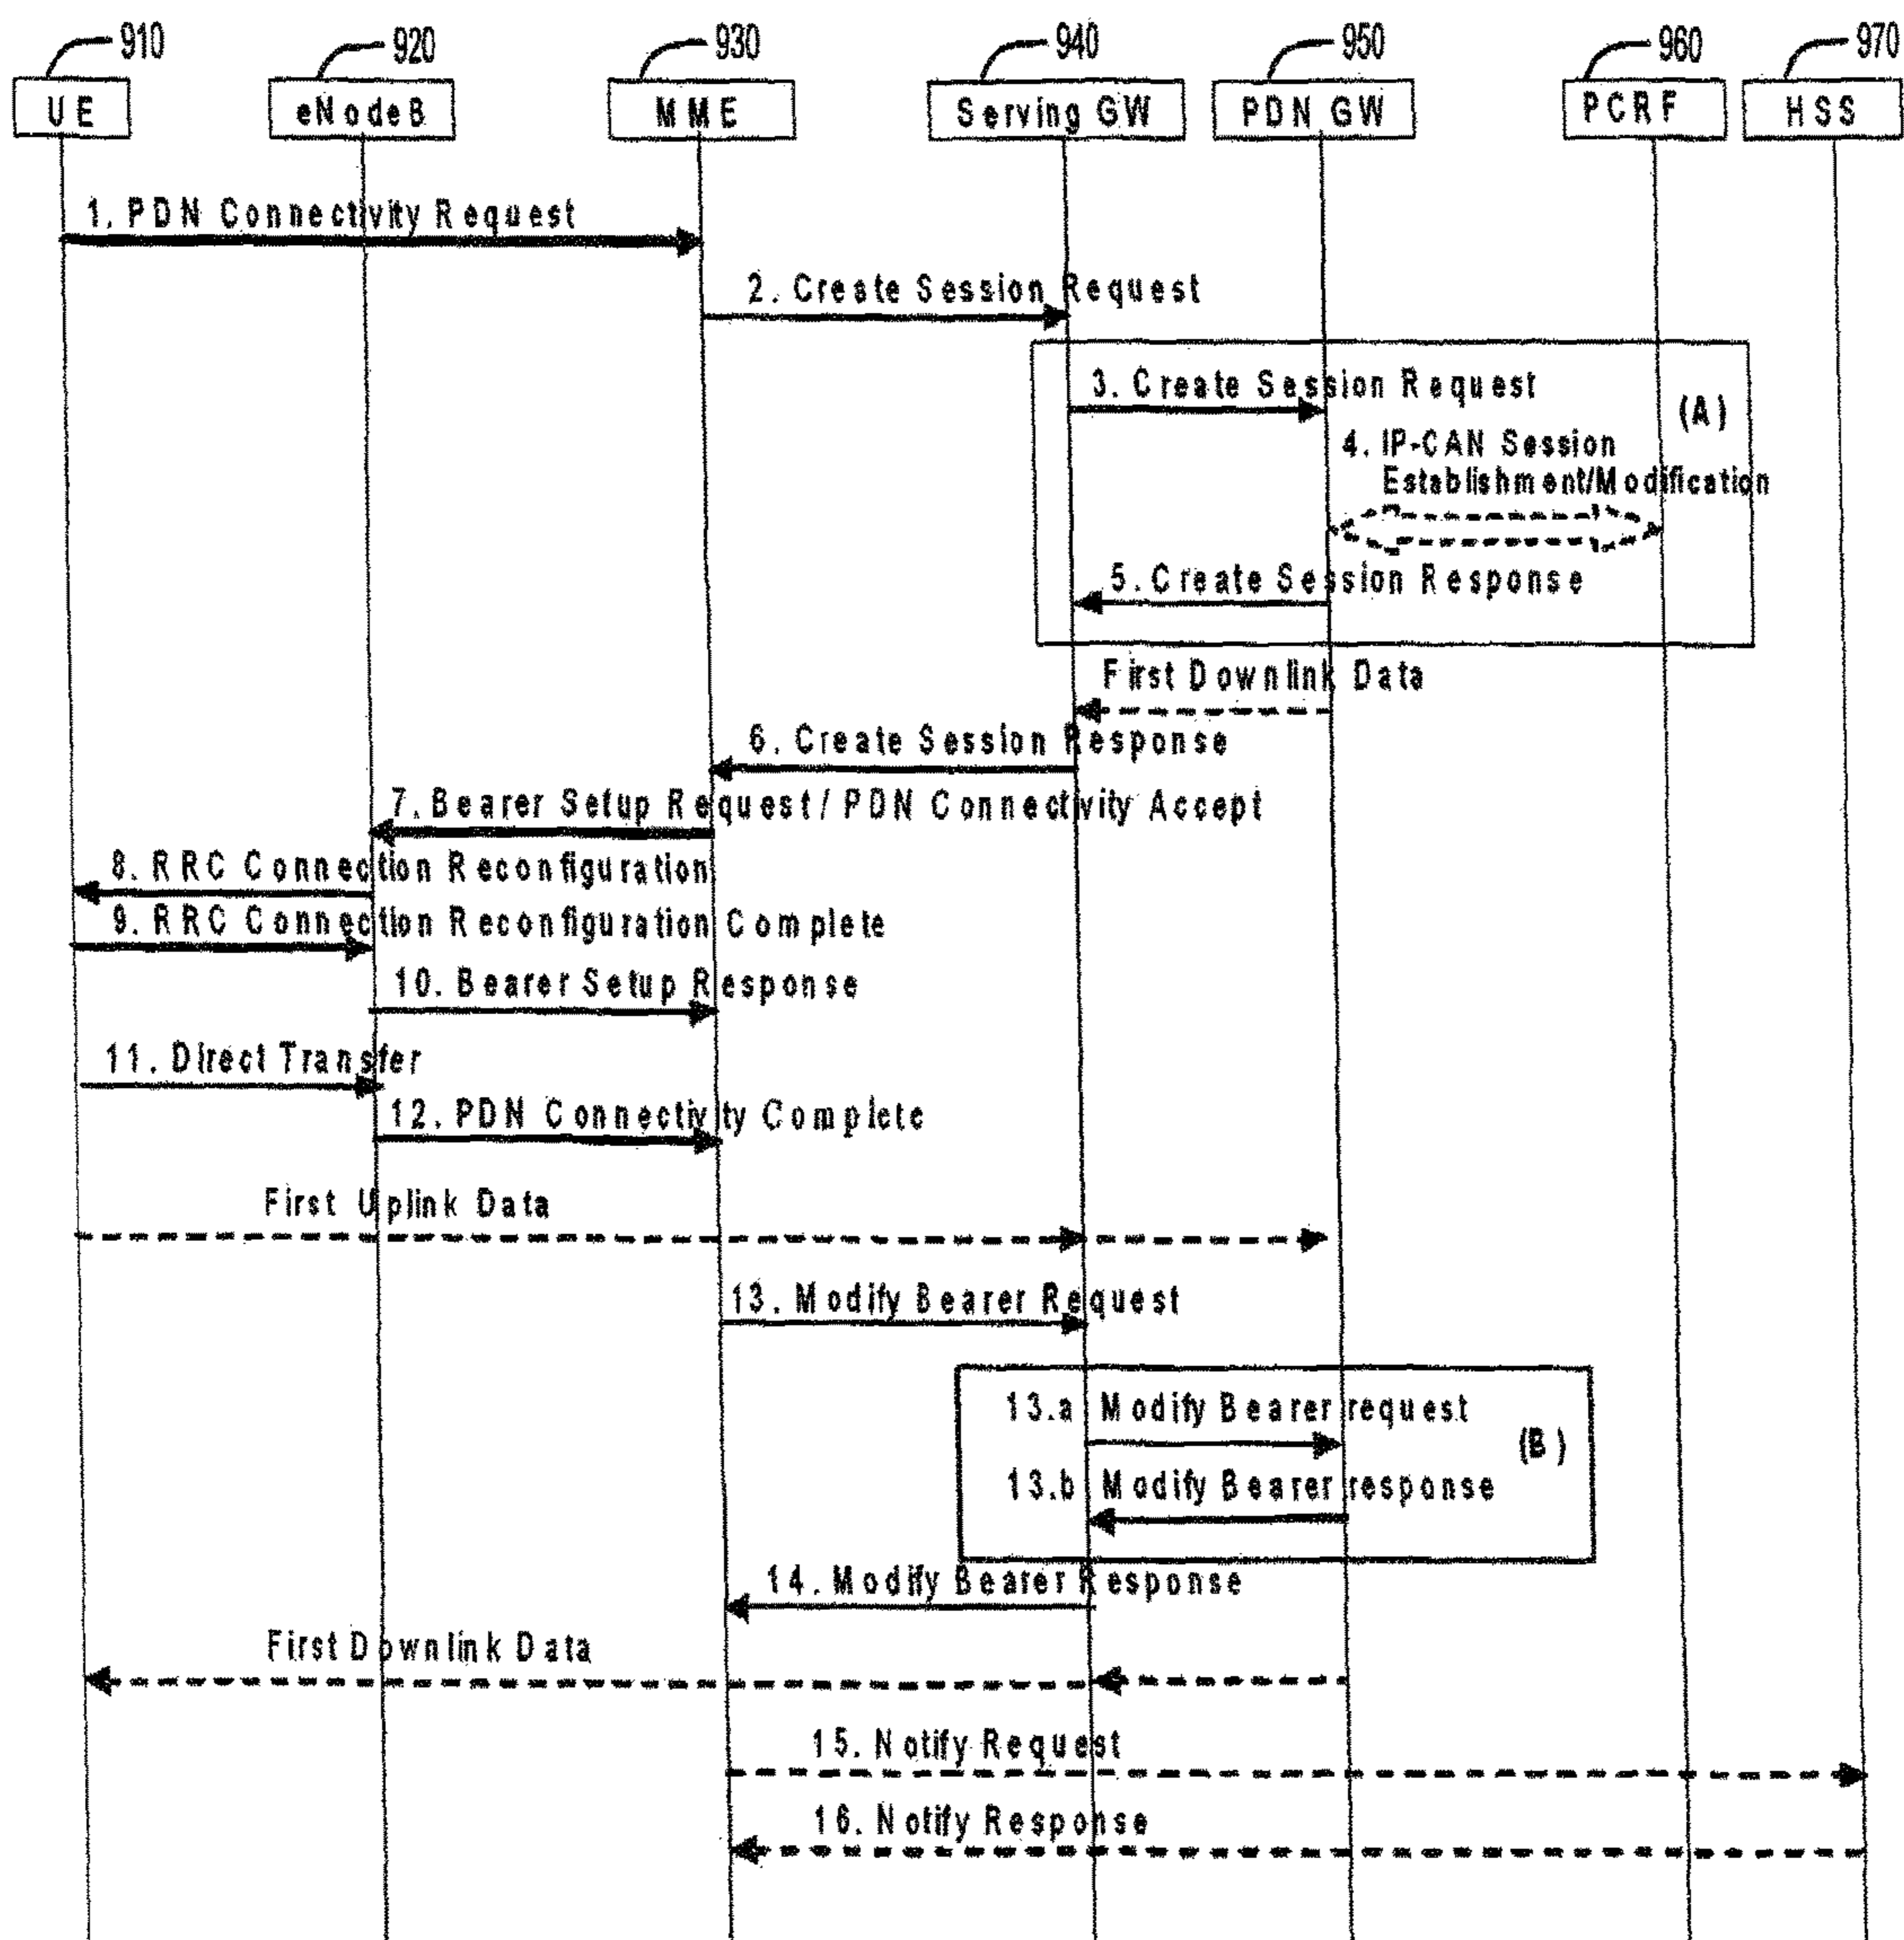 910
920
930
940
950
960
970
UE
eNodeB
MME
Serving GW
PDN GW
PCRF
HSS
1. PDN Connectivity Request
2. Create Session Request
3. Create Session Request
(A)
4. IP-CAN Session
Establishment/Modification
5. Create Session Response
First Downlink Data
6. Create Session Response
7. Bearer Setup Request / PDN Connectivity Accept
8. RRC Connection Reconfiguration
9. RRC Connection Reconfiguration Complete
10. Bearer Setup Response
11. Direct Transfer
12. PDN Connectivity Complete
First Uplink Data
13. Modify Bearer Request
13.a Modify Bearer request
(B)
13.b Modify Bearer response
14. Modify Bearer Response
First Downlink Data
15. Notify Request
16. Notify Response